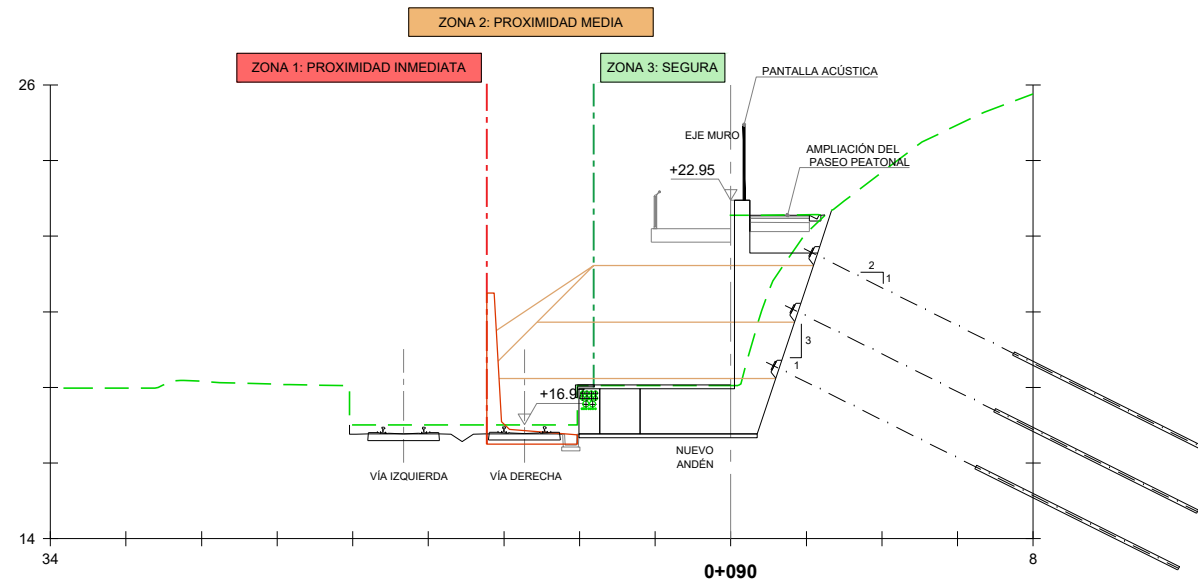 ZONA 2: PROXIMIDAD MEDIA
ZONA 1: PROXIMIDAD INMEDIATA
ZONA 3: SEGURA
PANTALLA ACÚSTICA
26
EJE MURO
AMPLIACIÓN DEL
PASEO PEATONAL
+22.95
2
1
3
1
+16.97
NUEVO
ANDÉN
VÍA IZQUIERDA
VÍA DERECHA
14
34
8
0+090